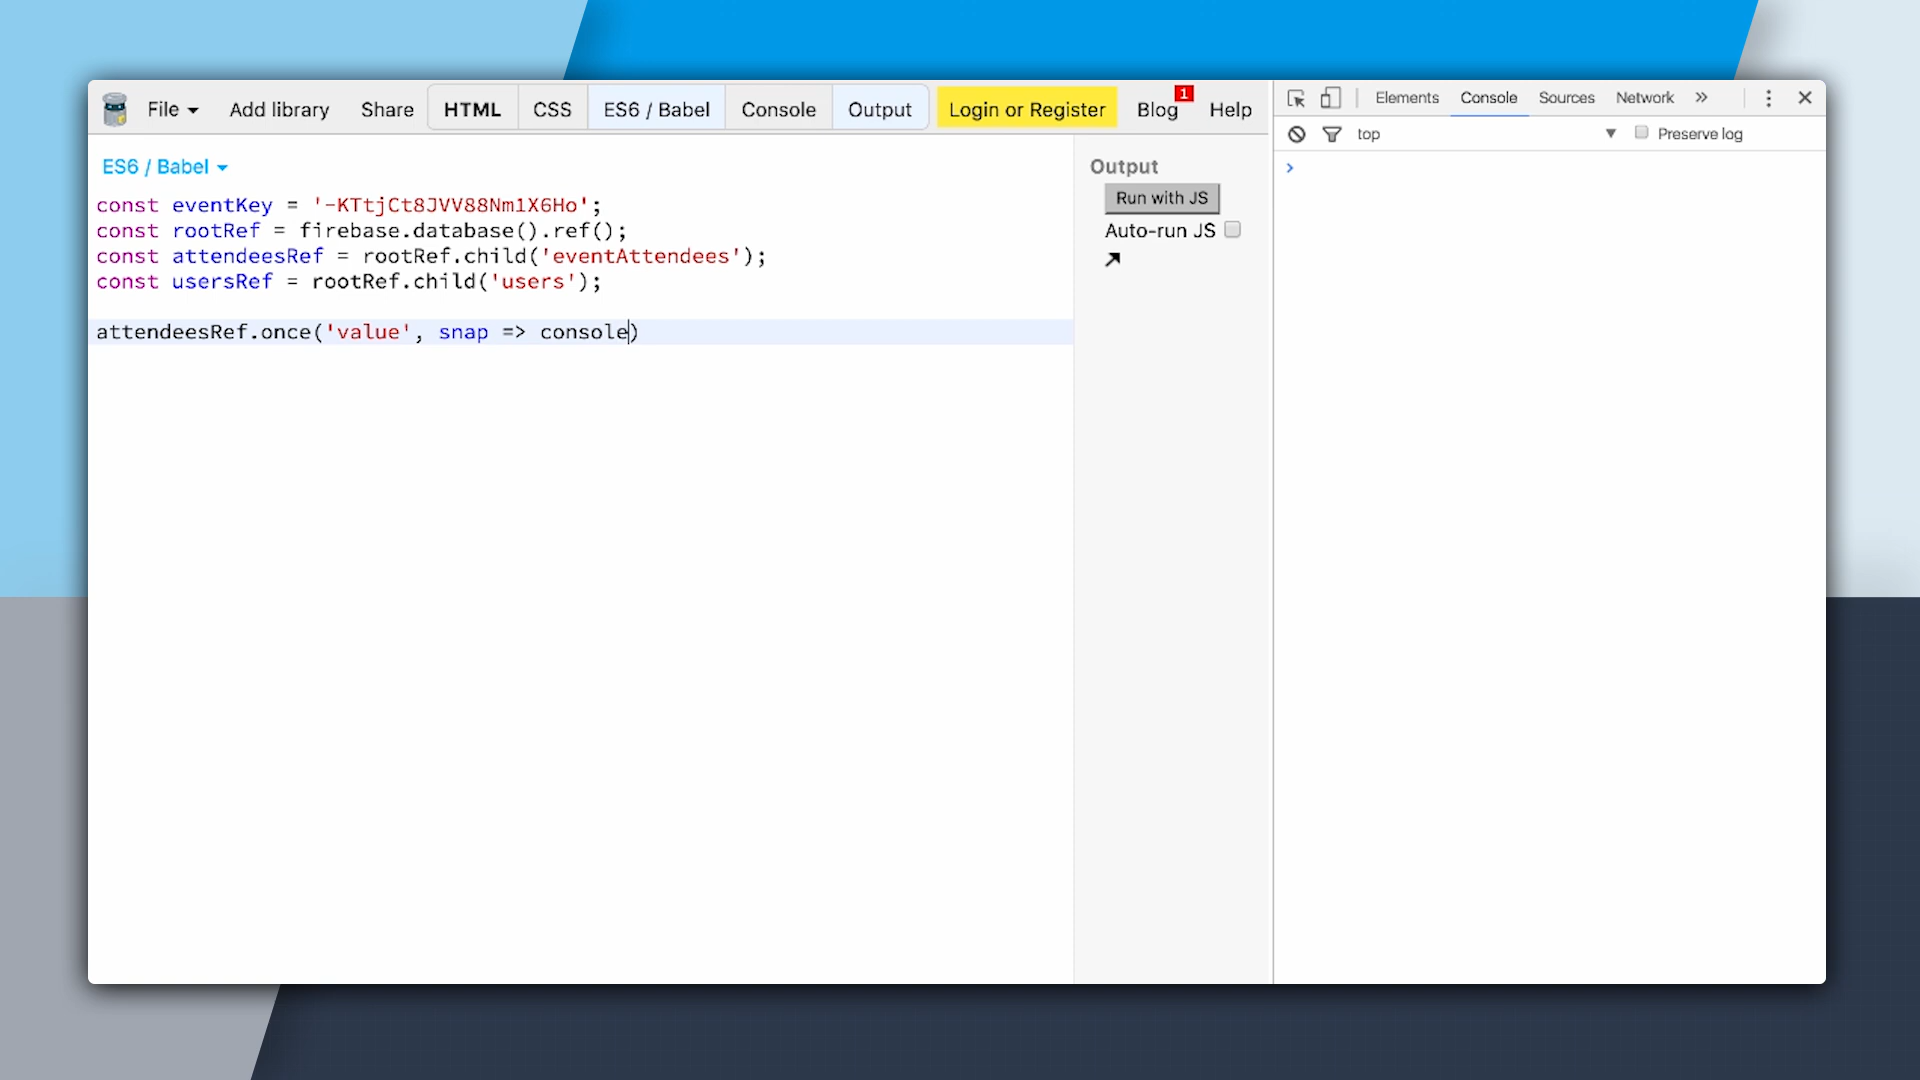 File Add library Share HTML CSS ES6 / Babel Console Output Login or Register Blog 1 Help
Elements Console Sources Network »
top Preserve log
ES6 / Babel
const eventKey = '-KTtjCt8JVV88Nm1X6Ho';
const rootRef = firebase.database().ref();
const attendeesRef = rootRef.child('eventAttendees');
const usersRef = rootRef.child('users');
attendeesRef.once('value', snap => console)
Output
Run with JS
Auto-run JS